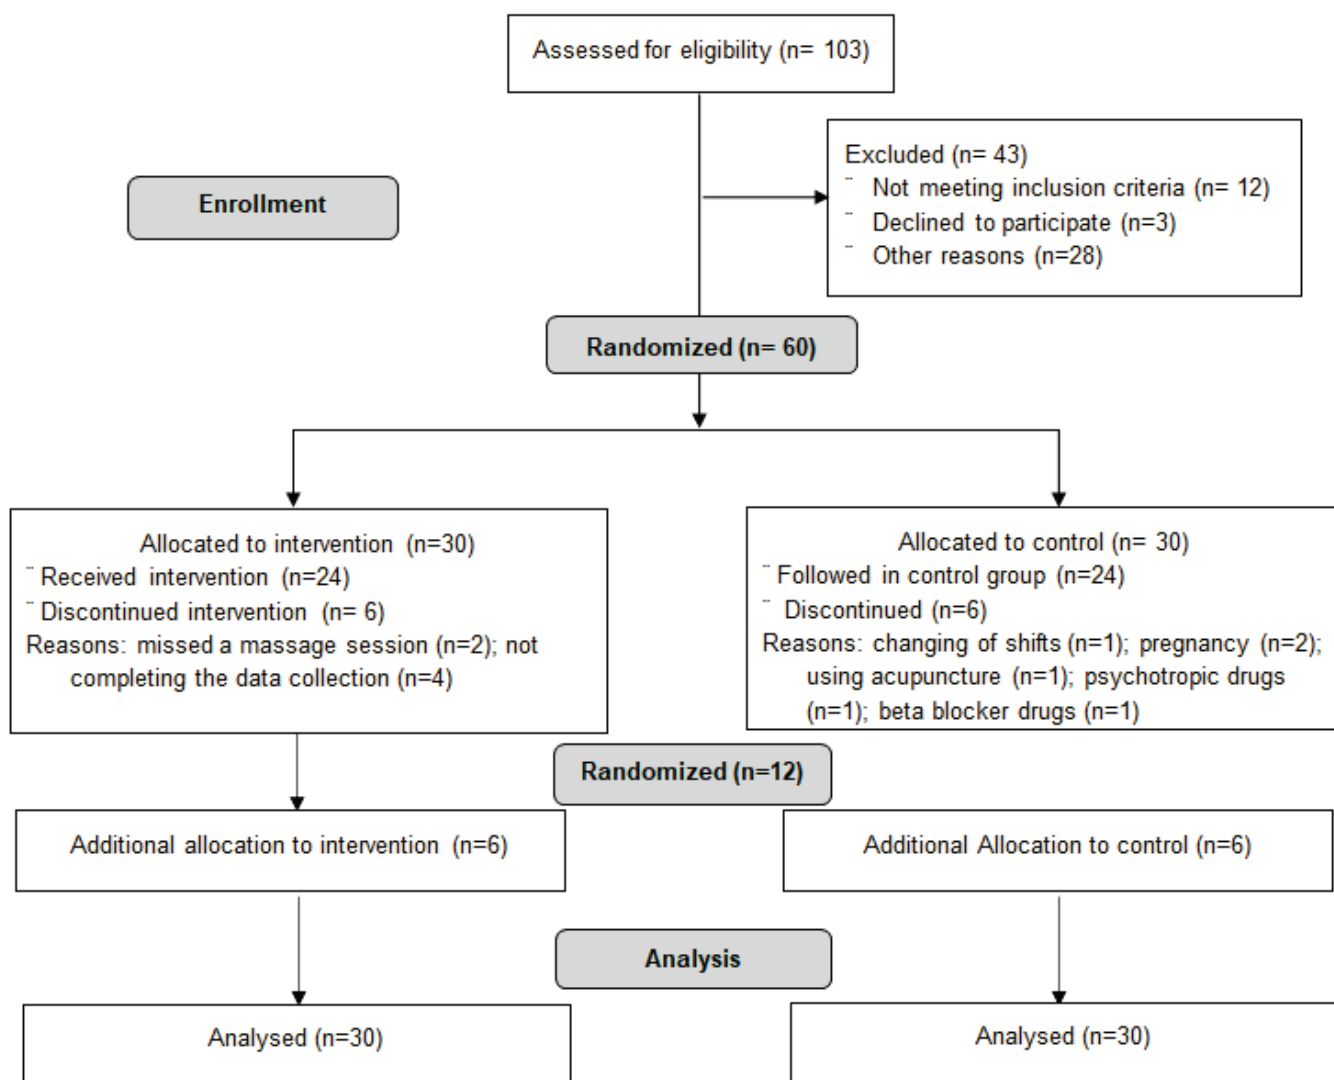 Assessed for eligibility (n= 103)
Excluded (n= 43)
¨ Not meeting inclusion criteria (n= 12)
¨ Declined to participate (n=3)
¨ Other reasons (n=28)
Enrollment
Randomized (n= 60)
Allocated to intervention (n=30)
¨ Received intervention (n=24)
¨ Discontinued intervention (n= 6)
Reasons: missed a massage session (n=2); not
completing the data collection (n=4)
Allocated to control (n= 30)
¨ Followed in control group (n=24)
¨ Discontinued (n=6)
Reasons: changing of shifts (n=1); pregnancy (n=2);
using acupuncture (n=1); psychotropic drugs
(n=1); beta blocker drugs (n=1)
Randomized (n=12)
Additional allocation to intervention (n=6)
Additional Allocation to control (n=6)
Analysis
Analysed (n=30)
Analysed (n=30)